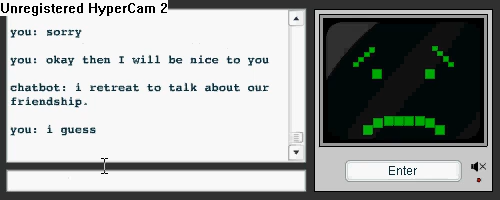 Unregistered HyperCam 2
you: sorry
you: okay then I will be nice to you
chatbot: i retreat to talk about our
friendship.
you: i guess
Enter